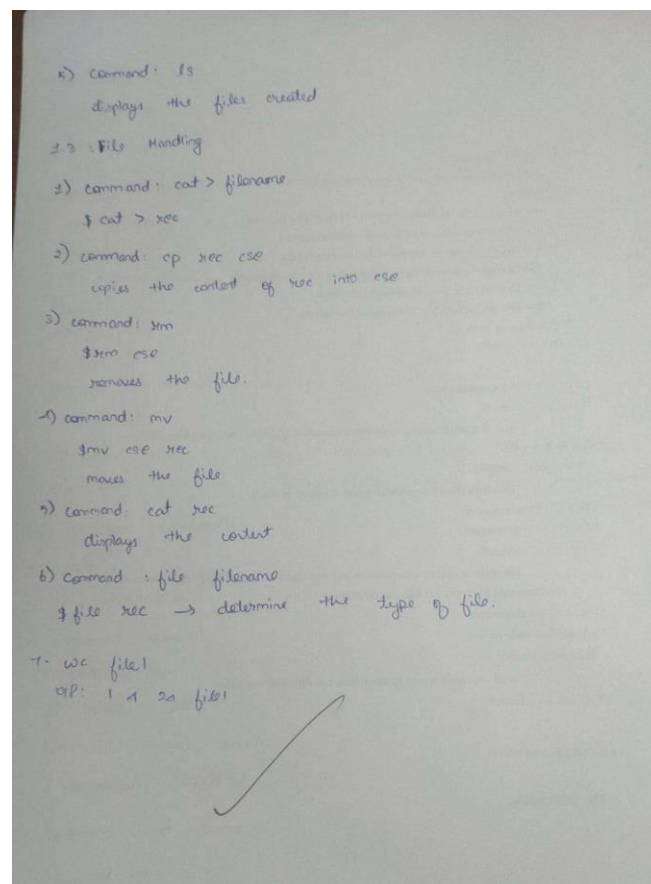 5) command: ls
displays the files created
1.3 : File Handling
1) command: cat > filename
$ cat > rec
2) command: cp rec cse
copies the content of rec into cse
3) command: rm
$rm cse
removes the file.
4) command: mv
$mv cse rec
moves the file
5) command: cat rec
displays the content
6) command : file filename
$ file rec → determine the type of file.
7. wc file1
O/P: 1 4 24 file1